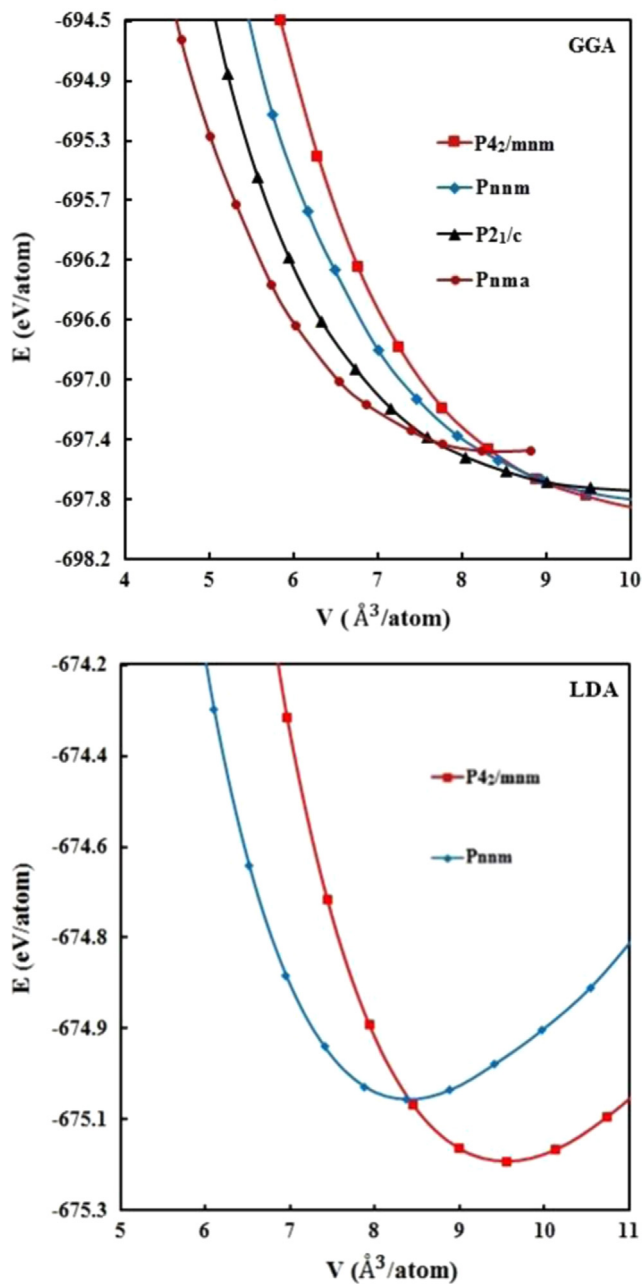 GGA
-694.5
-694.9
-695.3
-695.7
-696.2
-696.6
-697.0
-697.4
-697.8
-698.2
E (eV/atom)
P4₂/mnm
Pnnm
P2₁/c
Pnma
4 5 6 7 8 9 10
V ( Å³/atom)
LDA
-674.2
-674.4
-674.6
-674.8
-674.9
-675.1
-675.3
E (eV/atom)
P4₂/mnm
Pnnm
5 6 7 8 9 10 11
V (Å³/atom)